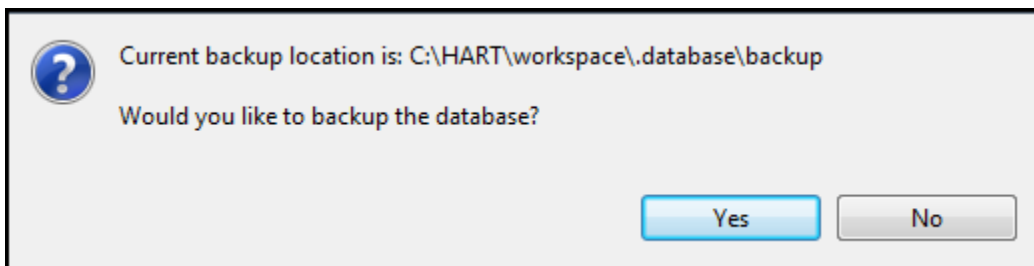 Current backup location is: C:\HART\workspace\.database\backup
Would you like to backup the database?
Yes No